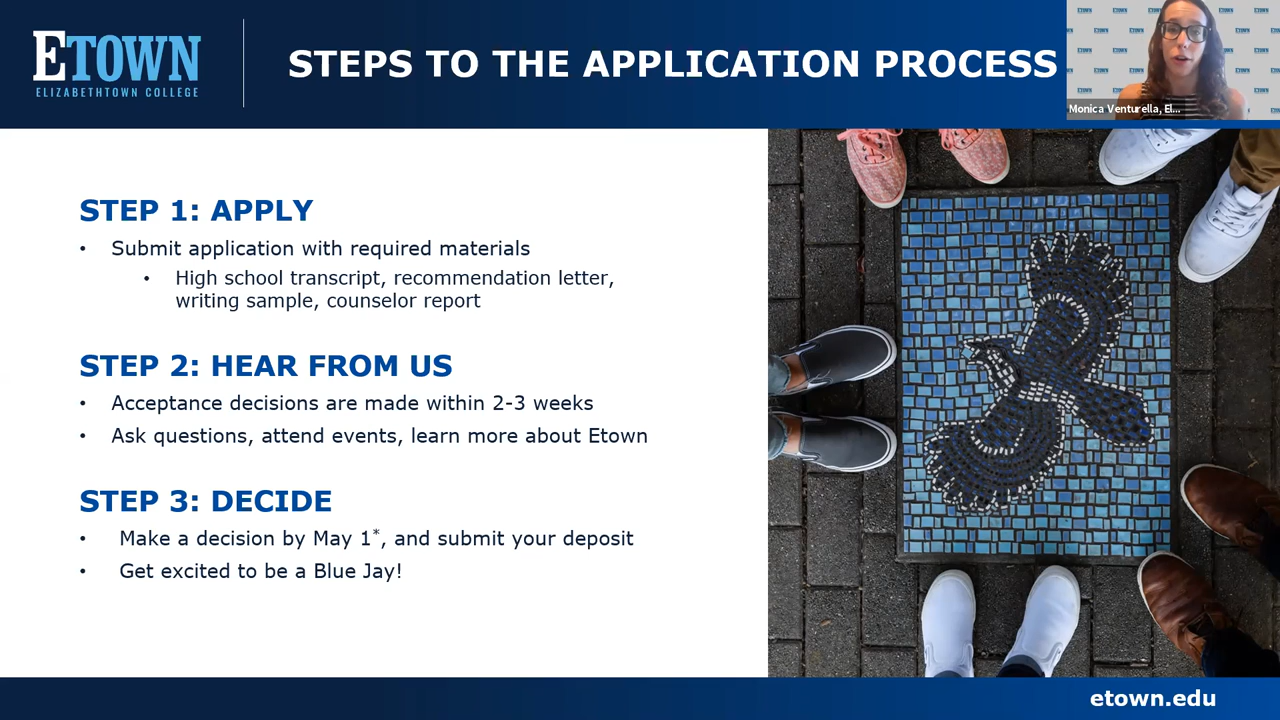 ETOWN
ELIZABETHTOWN COLLEGE
STEPS TO THE APPLICATION PROCESS
Monica Venturella, El...
STEP 1: APPLY
• Submit application with required materials
• High school transcript, recommendation letter,
writing sample, counselor report
STEP 2: HEAR FROM US
• Acceptance decisions are made within 2-3 weeks
• Ask questions, attend events, learn more about Etown
STEP 3: DECIDE
• Make a decision by May 1*, and submit your deposit
• Get excited to be a Blue Jay!
etown.edu